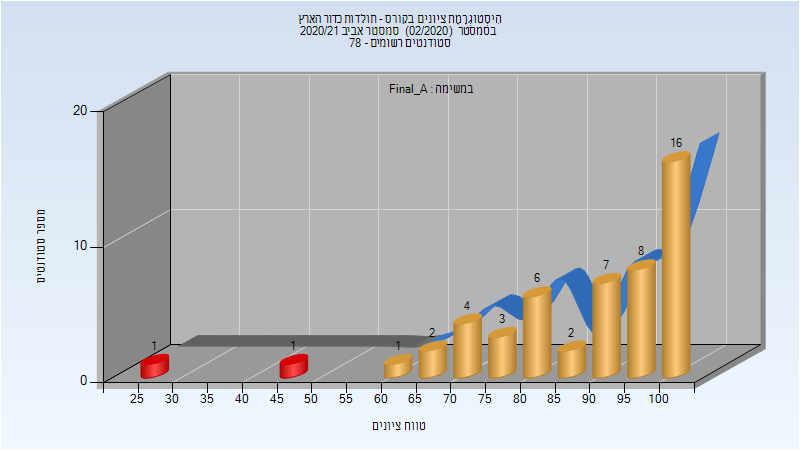 היסטוגרמת ציונים בקורס - תולדות כדור הארץ
בסמסטר (02/2020) סמסטר אביב 2020/21
סטודנטים רשומים - 78
במשימה : Final_A
מספר סטודנטים
20
10
0
1
1
1
2
4
3
6
2
7
8
16
25 30 35 40 45 50 55 60 65 70 75 80 85 90 95 100
טווח ציונים